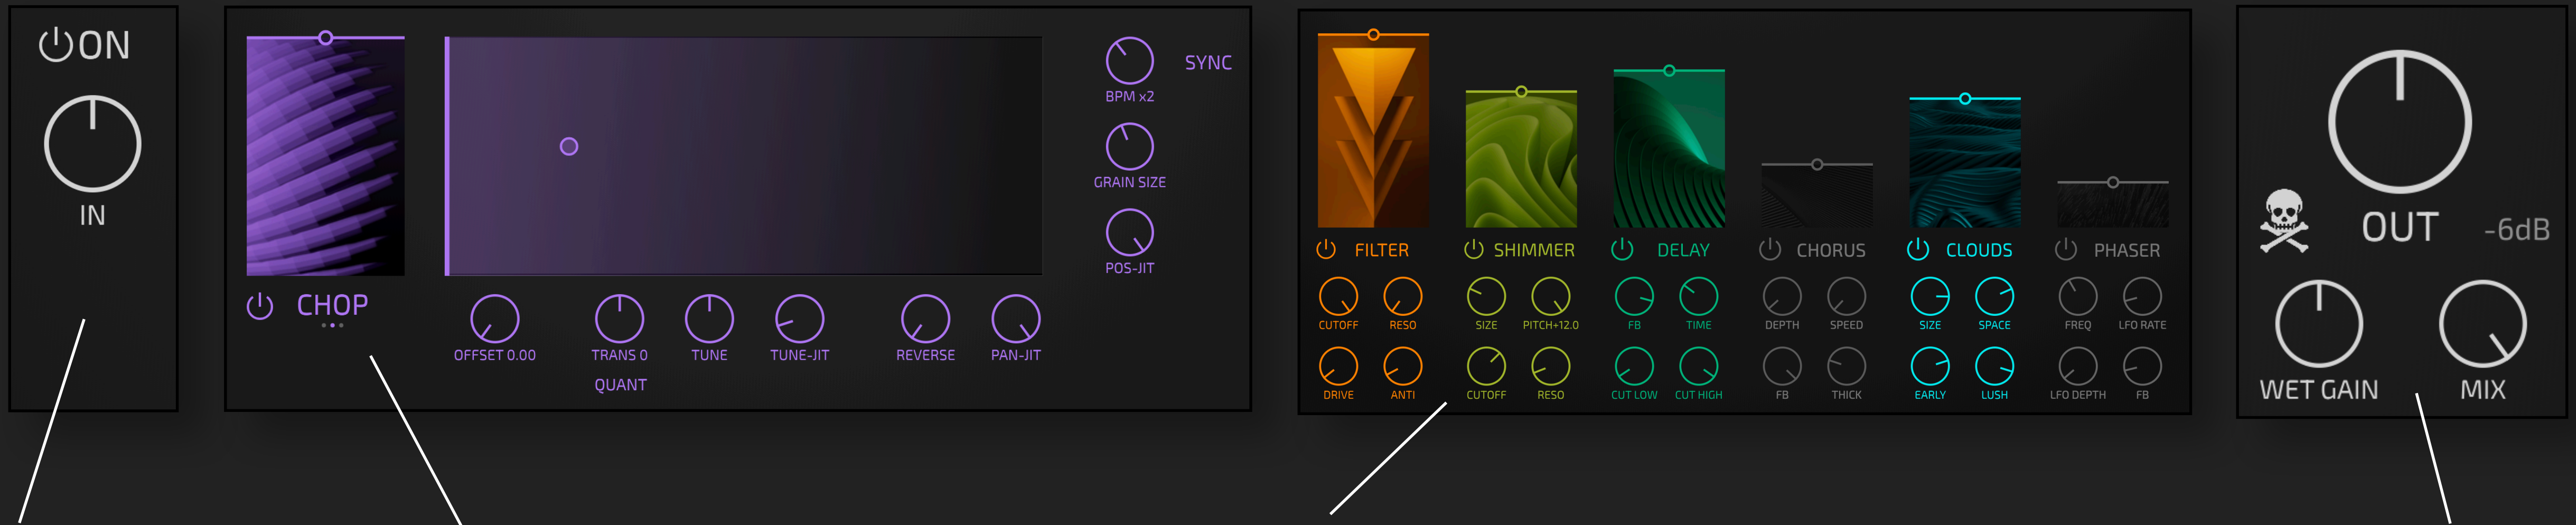 ON
IN
CHOP
OFFSET 0.00
TRANS 0
TUNE
TUNE-JIT
REVERSE
PAN-JIT
QUANT
BPM x2
SYNC
GRAIN SIZE
POS-JIT
FILTER
CUTOFF
RESO
DRIVE
ANTI
SHIMMER
SIZE
PITCH+12.0
CUTOFF
RESO
DELAY
FB
TIME
CUT LOW
CUT HIGH
CHORUS
DEPTH
SPEED
FB
THICK
CLOUDS
SIZE
SPACE
EARLY
LUSH
PHASER
FREQ
LFO RATE
LFO DEPTH
FB
OUT
-6dB
WET GAIN
MIX